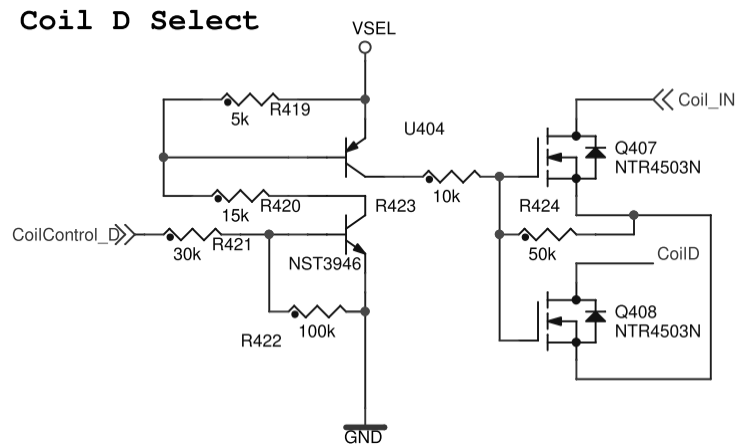 Coil D Select
VSEL
R419
5k
U404
Coil_IN
Q407
NTR4503N
R423
10k
R424
50k
R420
15k
CoilControl_D
R421
30k
NST3946
CoilD
Q408
NTR4503N
R422
100k
GND